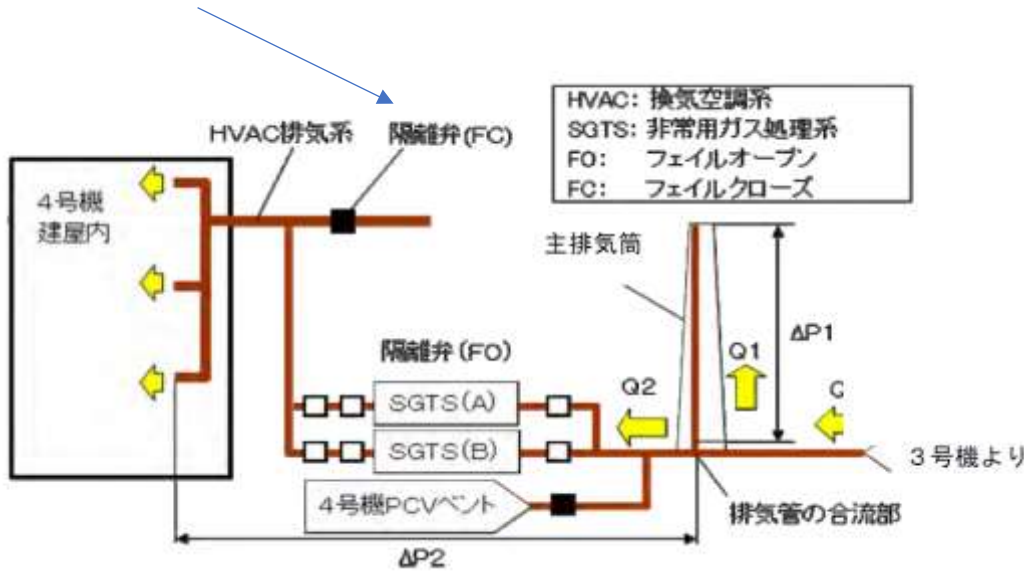 HVAC: 換気空調系
SGTS: 非常用ガス処理系
FO: フェイルオープン
FC: フェイルクローズ
HVAC排気系
隔離弁(FC)
4号機
建屋内
主排気筒
ΔP1
隔離弁(FO)
Q1
Q2
Q
SGTS(A)
SGTS(B)
3号機より
4号機PCVベント
排気管の合流部
ΔP2